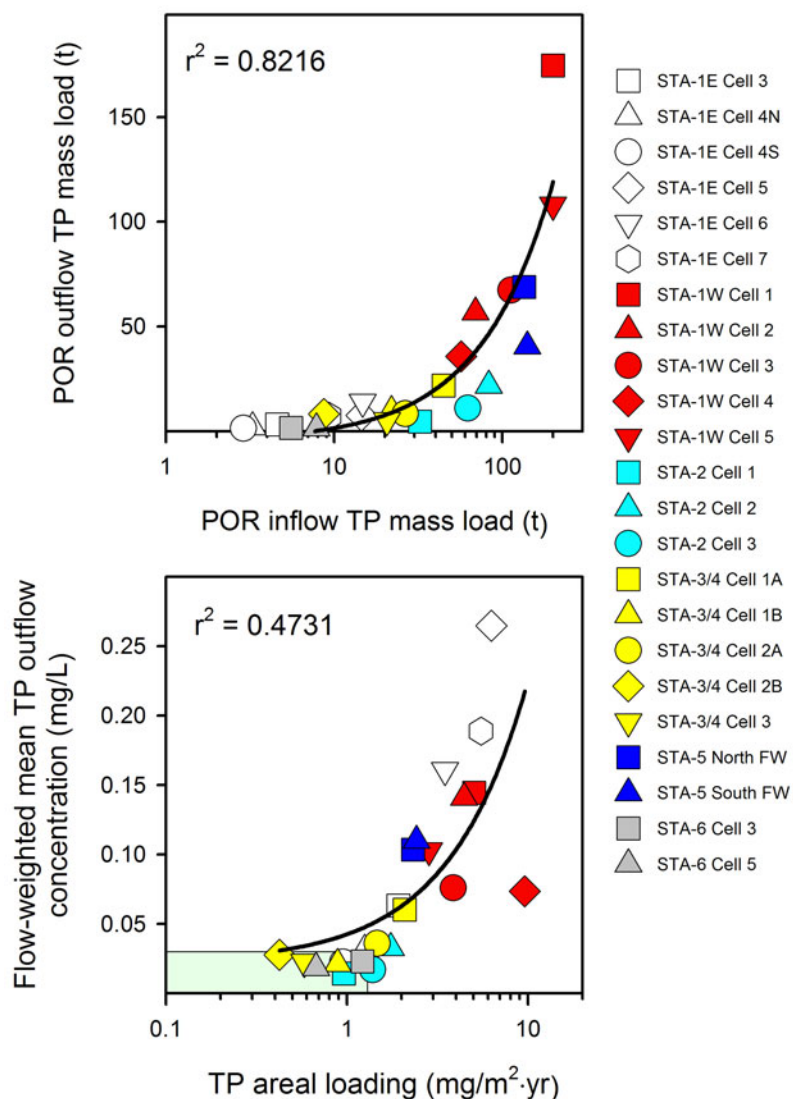 r² = 0.8216
POR outflow TP mass load (t)
150
100
50
1
10
100
POR inflow TP mass load (t)
r² = 0.4731
Flow-weighted mean TP outflow
concentration (mg/L)
0.25
0.20
0.15
0.10
0.05
0.1
1
10
TP areal loading (mg/m²·yr)
STA-1E Cell 3
STA-1E Cell 4N
STA-1E Cell 4S
STA-1E Cell 5
STA-1E Cell 6
STA-1E Cell 7
STA-1W Cell 1
STA-1W Cell 2
STA-1W Cell 3
STA-1W Cell 4
STA-1W Cell 5
STA-2 Cell 1
STA-2 Cell 2
STA-2 Cell 3
STA-3/4 Cell 1A
STA-3/4 Cell 1B
STA-3/4 Cell 2A
STA-3/4 Cell 2B
STA-3/4 Cell 3
STA-5 North FW
STA-5 South FW
STA-6 Cell 3
STA-6 Cell 5